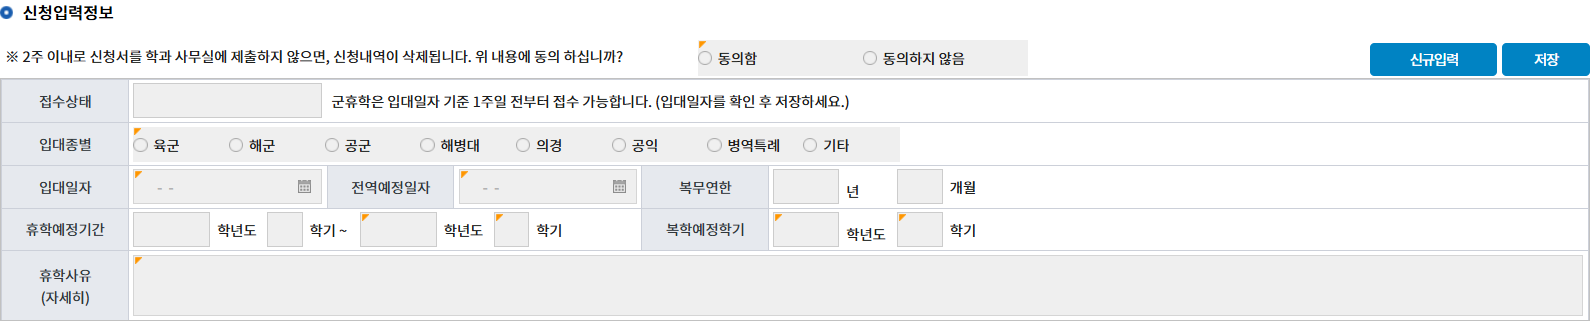 신청입력정보
※ 2주 이내로 신청서를 학과 사무실에 제출하지 않으면, 신청내역이 삭제됩니다. 위 내용에 동의 하십니까? 동의함 동의하지 않음 신규입력 저장
접수상태 군휴학은 입대일자 기준 1주일 전부터 접수 가능합니다. (입대일자를 확인 후 저장하세요.)
입대종별 육군 해군 공군 해병대 의경 공익 병역특례 기타
입대일자 - - 전역예정일자 - - 복무연한 년 개월
휴학예정기간 학년도 학기 ~ 학년도 학기 복학예정학기 학년도 학기
휴학사유
(자세히)